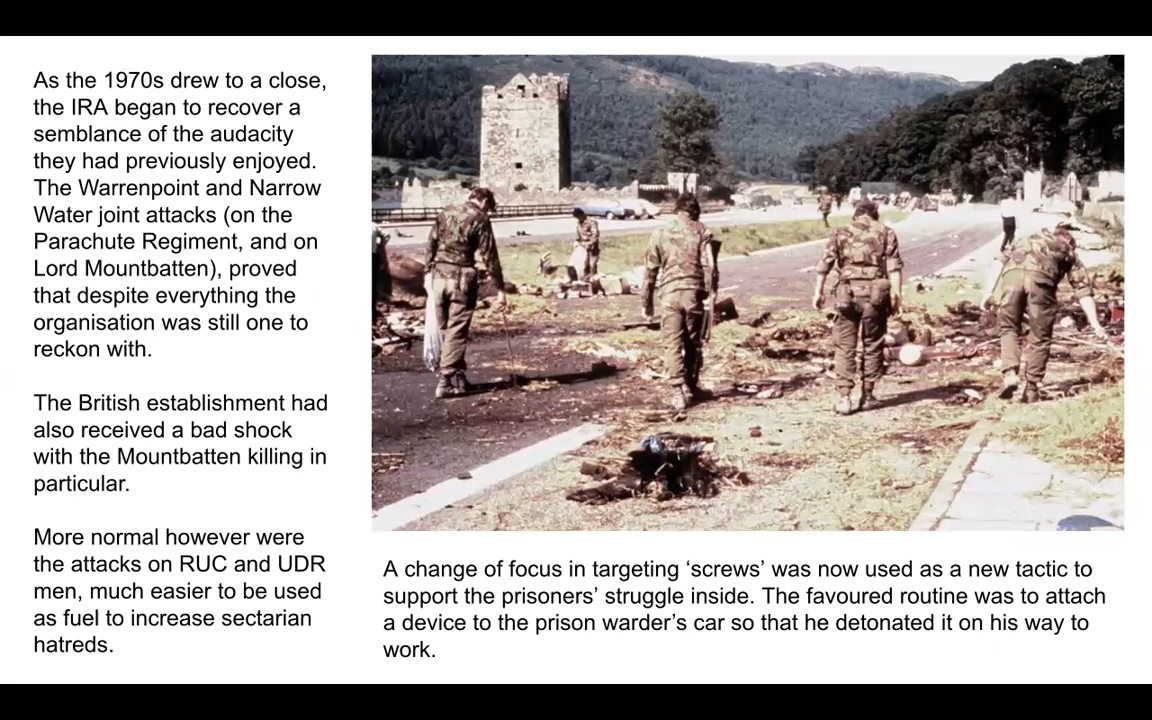 As the 1970s drew to a close,
the IRA began to recover a
semblance of the audacity
they had previously enjoyed.
The Warrenpoint and Narrow
Water joint attacks (on the
Parachute Regiment, and on
Lord Mountbatten), proved
that despite everything the
organisation was still one to
reckon with.
The British establishment had
also received a bad shock
with the Mountbatten killing in
particular.
More normal however were
the attacks on RUC and UDR
men, much easier to be used
as fuel to increase sectarian
hatreds.
A change of focus in targeting ‘screws’ was now used as a new tactic to
support the prisoners’ struggle inside. The favoured routine was to attach
a device to the prison warder’s car so that he detonated it on his way to
work.